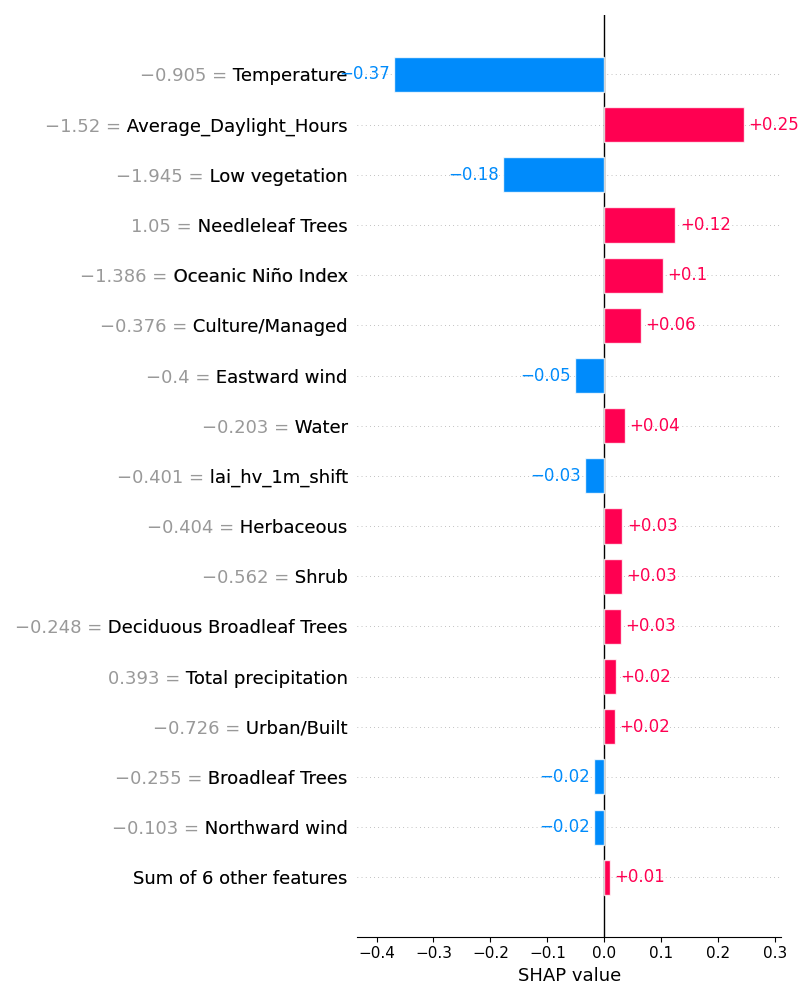 −0.905 = Temperature −0.37
−1.52 = Average_Daylight_Hours +0.25
−1.945 = Low vegetation −0.18
1.05 = Needleleaf Trees +0.12
−1.386 = Oceanic Niño Index +0.1
−0.376 = Culture/Managed +0.06
−0.4 = Eastward wind −0.05
−0.203 = Water +0.04
−0.401 = lai_hv_1m_shift −0.03
−0.404 = Herbaceous +0.03
−0.562 = Shrub +0.03
−0.248 = Deciduous Broadleaf Trees +0.03
0.393 = Total precipitation +0.02
−0.726 = Urban/Built +0.02
−0.255 = Broadleaf Trees −0.02
−0.103 = Northward wind −0.02
Sum of 6 other features +0.01
−0.4 −0.3 −0.2 −0.1 0.0 0.1 0.2 0.3
SHAP value